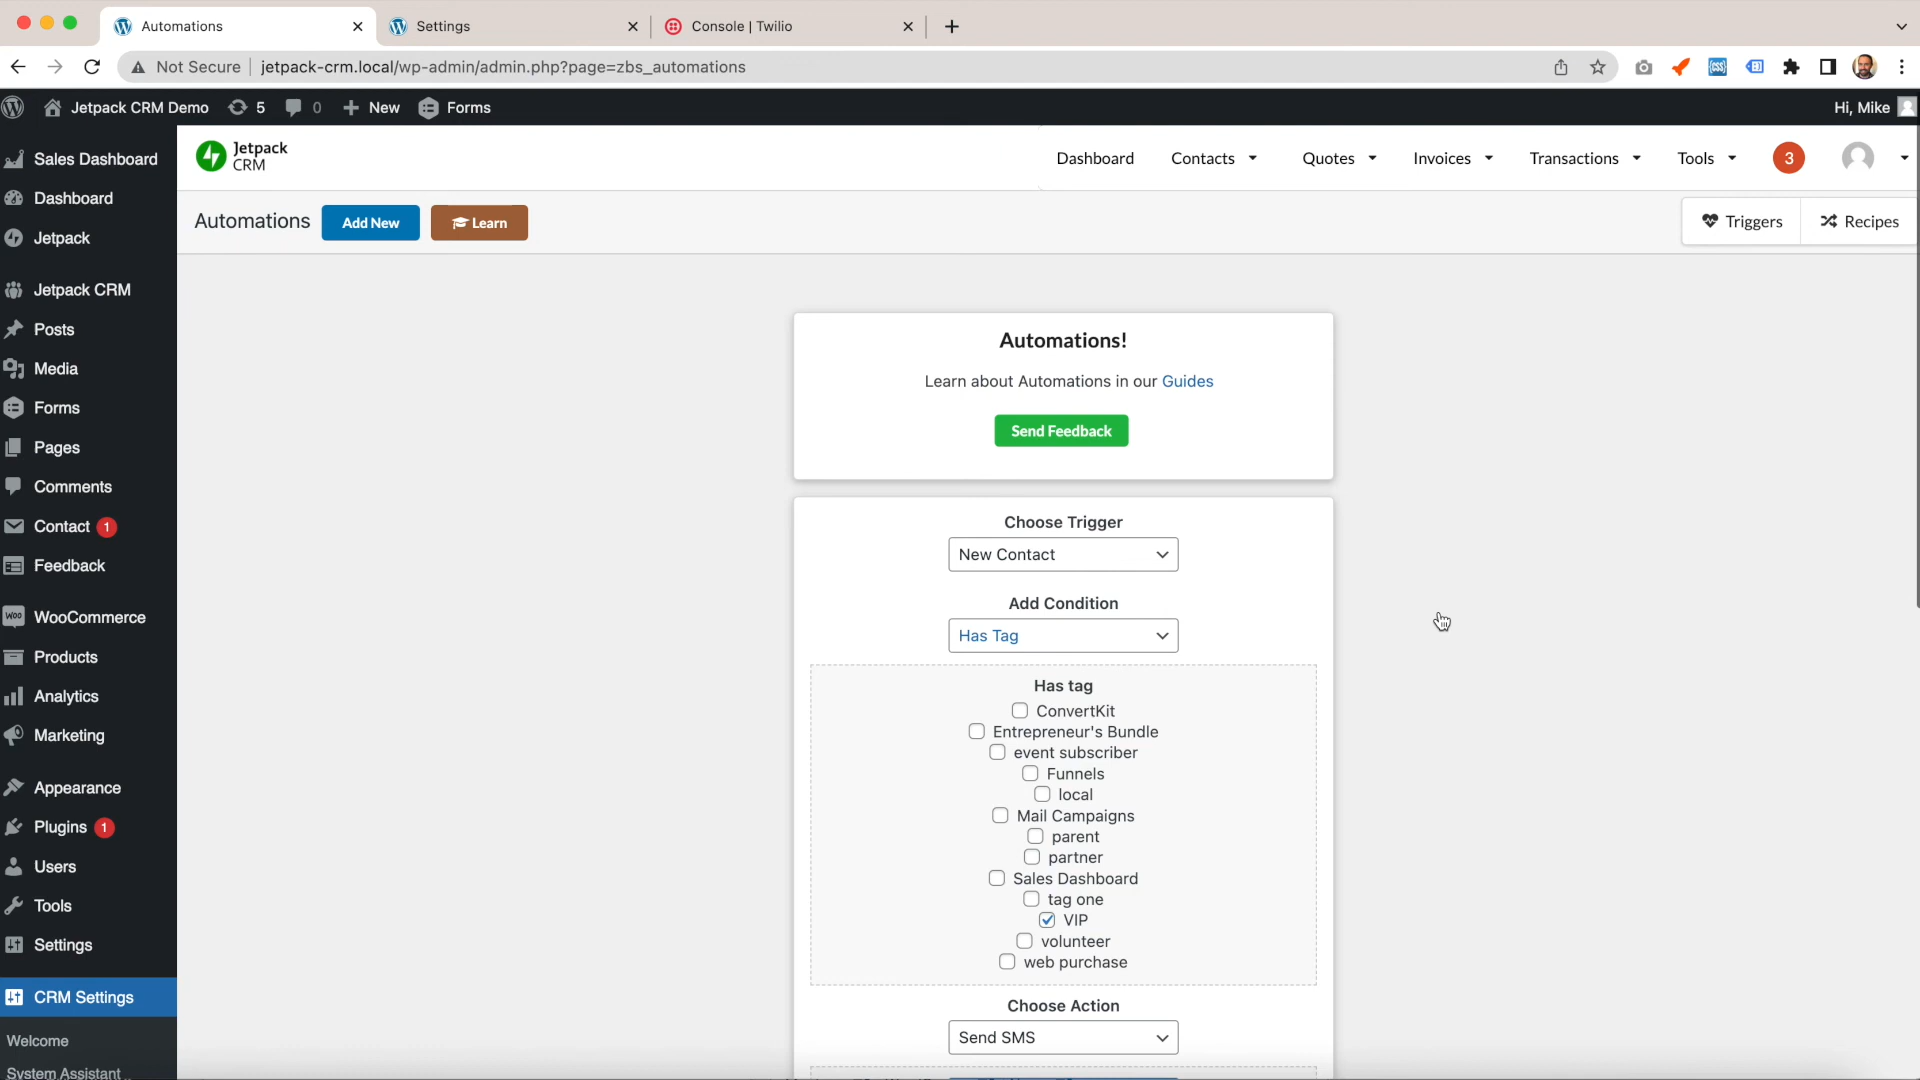 Automations
Settings
Console | Twilio
Not Secure
jetpack-crm.local/wp-admin/admin.php?page=zbs_automations
Jetpack CRM Demo
5
0
New
Forms
Hi, Mike
Sales Dashboard
Dashboard
Jetpack
Jetpack CRM
Posts
Media
Forms
Pages
Comments
Contact 1
Feedback
WooCommerce
Products
Analytics
Marketing
Appearance
Plugins 1
Users
Tools
Settings
CRM Settings
Welcome
System Assistant
Jetpack
CRM
Dashboard
Contacts
Quotes
Invoices
Transactions
Tools
3
Automations
Add New
Learn
Triggers
Recipes
Automations!
Learn about Automations in our Guides
Send Feedback
Choose Trigger
New Contact
Add Condition
Has Tag
Has tag
ConvertKit
Entrepreneur's Bundle
event subscriber
Funnels
local
Mail Campaigns
parent
partner
Sales Dashboard
tag one
VIP
volunteer
web purchase
Choose Action
Send SMS